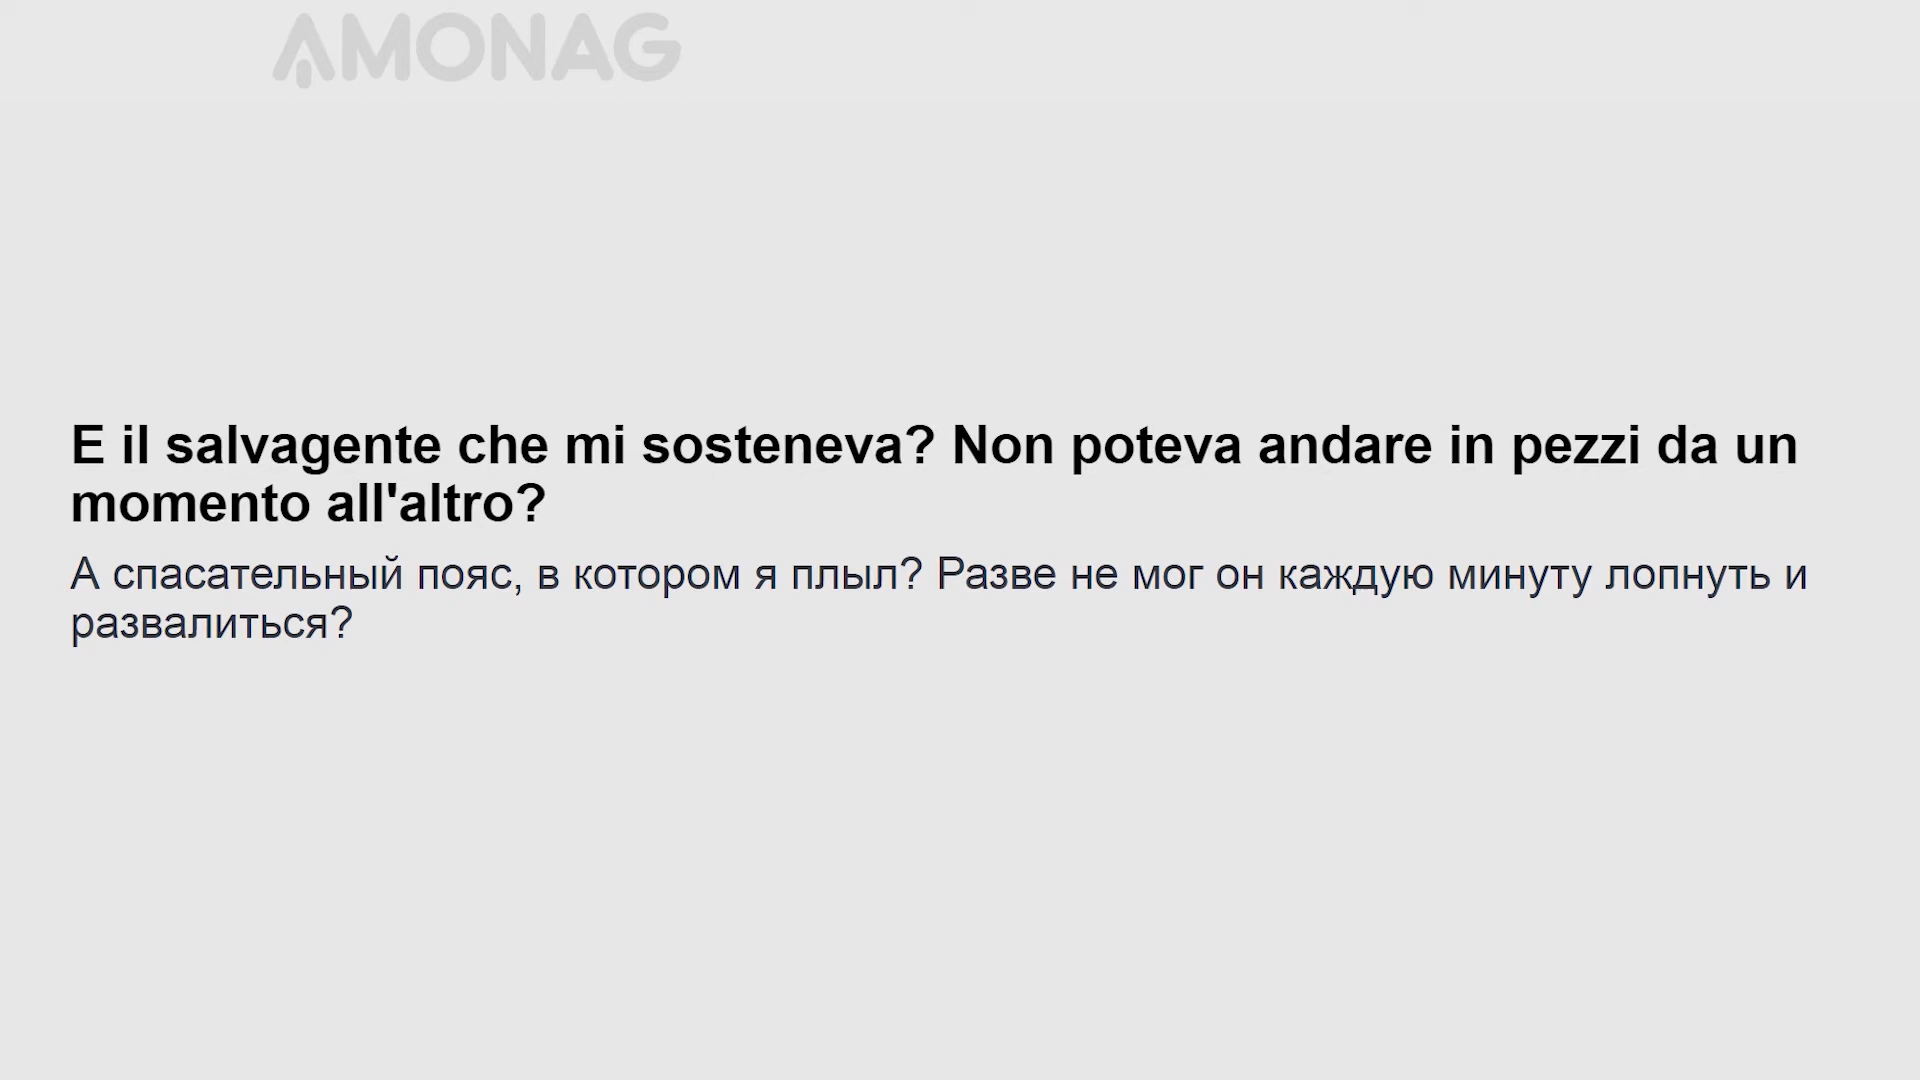 AMONAG
E il salvagente che mi sosteneva? Non poteva andare in pezzi da un
momento all'altro?
А спасательный пояс, в котором я плыл? Разве не мог он каждую минуту лопнуть и
развалиться?